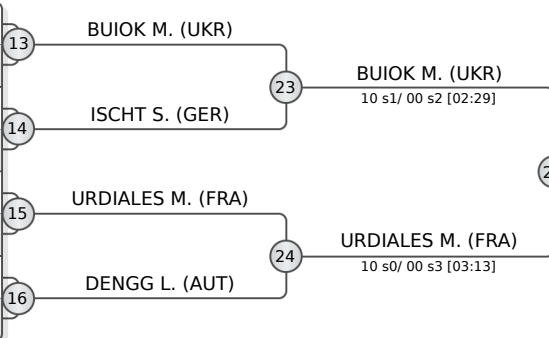 BUIOK M. (UKR)
13
23
BUIOK M. (UKR)
10 s1/ 00 s2 [02:29]
ISCHT S. (GER)
14
URDIALES M. (FRA)
15
24
URDIALES M. (FRA)
10 s0/ 00 s3 [03:13]
DENGG L. (AUT)
16